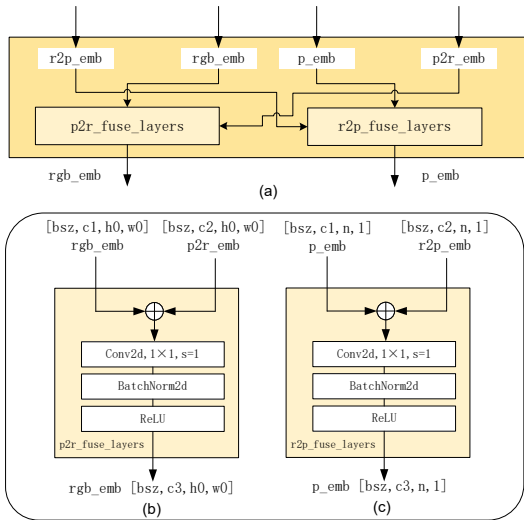 r2p_emb rgb_emb p_emb p2r_emb
p2r_fuse_layers r2p_fuse_layers
rgb_emb p_emb
(a)
[bsz,c1,h0,w0] [bsz,c2,h0,w0]
rgb_emb p2r_emb
Conv2d,1×1,s=1
BatchNorm2d
ReLU
p2r_fuse_layers
rgb_emb [bsz,c3,h0,w0]
(b)
[bsz,c1,n,1] [bsz,c2,n,1]
p_emb r2p_emb
Conv2d,1×1,s=1
BatchNorm2d
ReLU
r2p_fuse_layers
p_emb [bsz,c3,n,1]
(c)